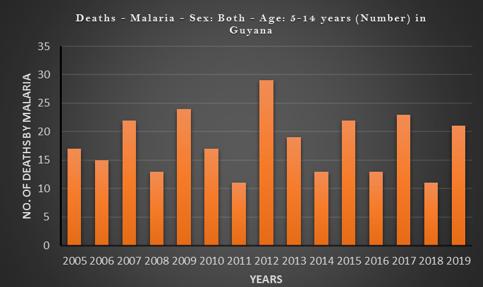 Deaths - Malaria - Sex: Both - Age: 5-14 years (Number) in
Guyana
35
30
25
20
15
10
5
0
NO. OF DEATHS BY MALARIA
2005 2006 2007 2008 2009 2010 2011 2012 2013 2014 2015 2016 2017 2018 2019
YEARS